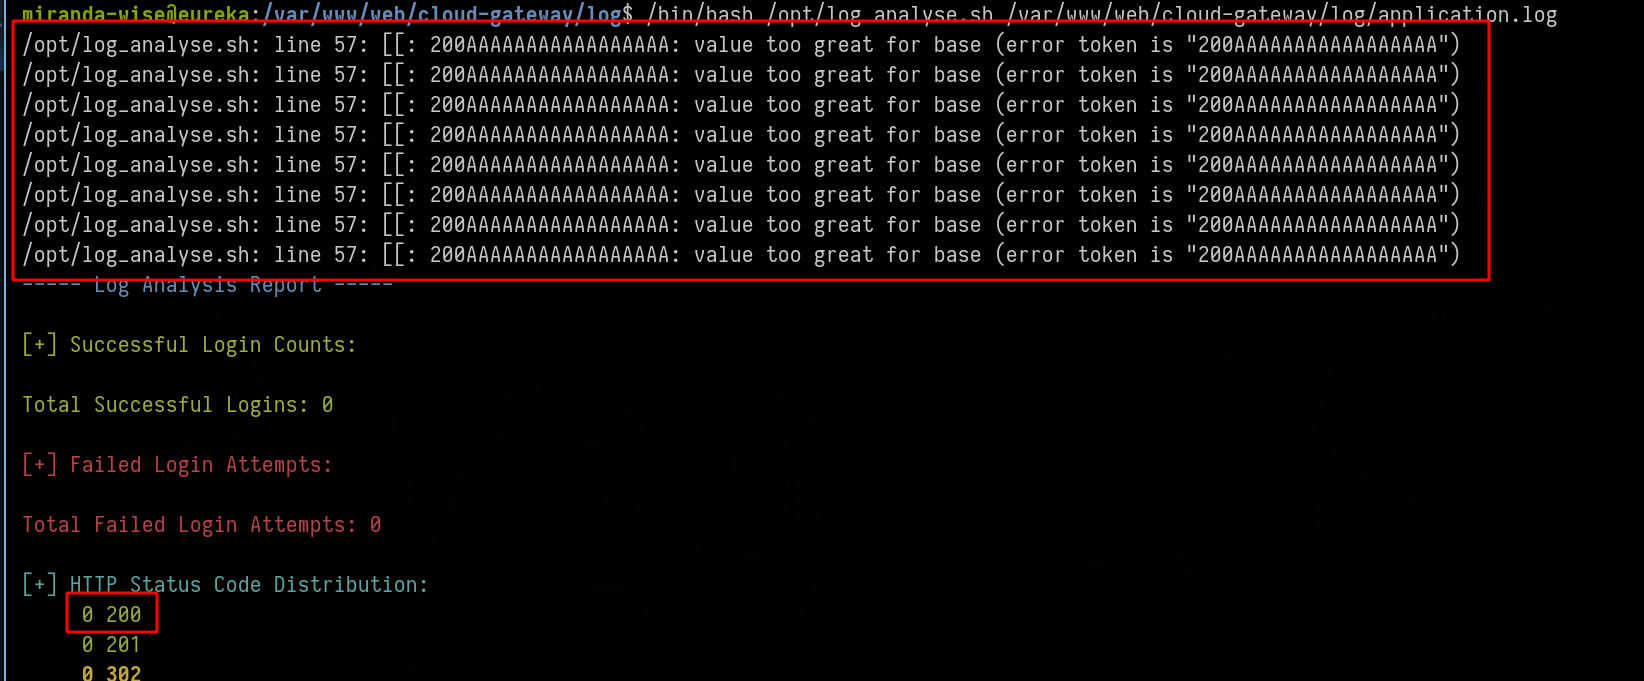 miranda-wise@eureka:/var/www/web/cloud-gateway/log$ /bin/bash /opt/log_analyse.sh /var/www/web/cloud-gateway/log/application.log
/opt/log_analyse.sh: line 57: [[: 200AAAAAAAAAAAAAAAAA: value too great for base (error token is "200AAAAAAAAAAAAAAAAA")
/opt/log_analyse.sh: line 57: [[: 200AAAAAAAAAAAAAAAAA: value too great for base (error token is "200AAAAAAAAAAAAAAAAA")
/opt/log_analyse.sh: line 57: [[: 200AAAAAAAAAAAAAAAAA: value too great for base (error token is "200AAAAAAAAAAAAAAAAA")
/opt/log_analyse.sh: line 57: [[: 200AAAAAAAAAAAAAAAAA: value too great for base (error token is "200AAAAAAAAAAAAAAAAA")
/opt/log_analyse.sh: line 57: [[: 200AAAAAAAAAAAAAAAAA: value too great for base (error token is "200AAAAAAAAAAAAAAAAA")
/opt/log_analyse.sh: line 57: [[: 200AAAAAAAAAAAAAAAAA: value too great for base (error token is "200AAAAAAAAAAAAAAAAA")
/opt/log_analyse.sh: line 57: [[: 200AAAAAAAAAAAAAAAAA: value too great for base (error token is "200AAAAAAAAAAAAAAAAA")
/opt/log_analyse.sh: line 57: [[: 200AAAAAAAAAAAAAAAAA: value too great for base (error token is "200AAAAAAAAAAAAAAAAA")
----- Log Analysis Report -----
[+] Successful Login Counts:
Total Successful Logins: 0
[+] Failed Login Attempts:
Total Failed Login Attempts: 0
[+] HTTP Status Code Distribution:
0 200
0 201
0 302